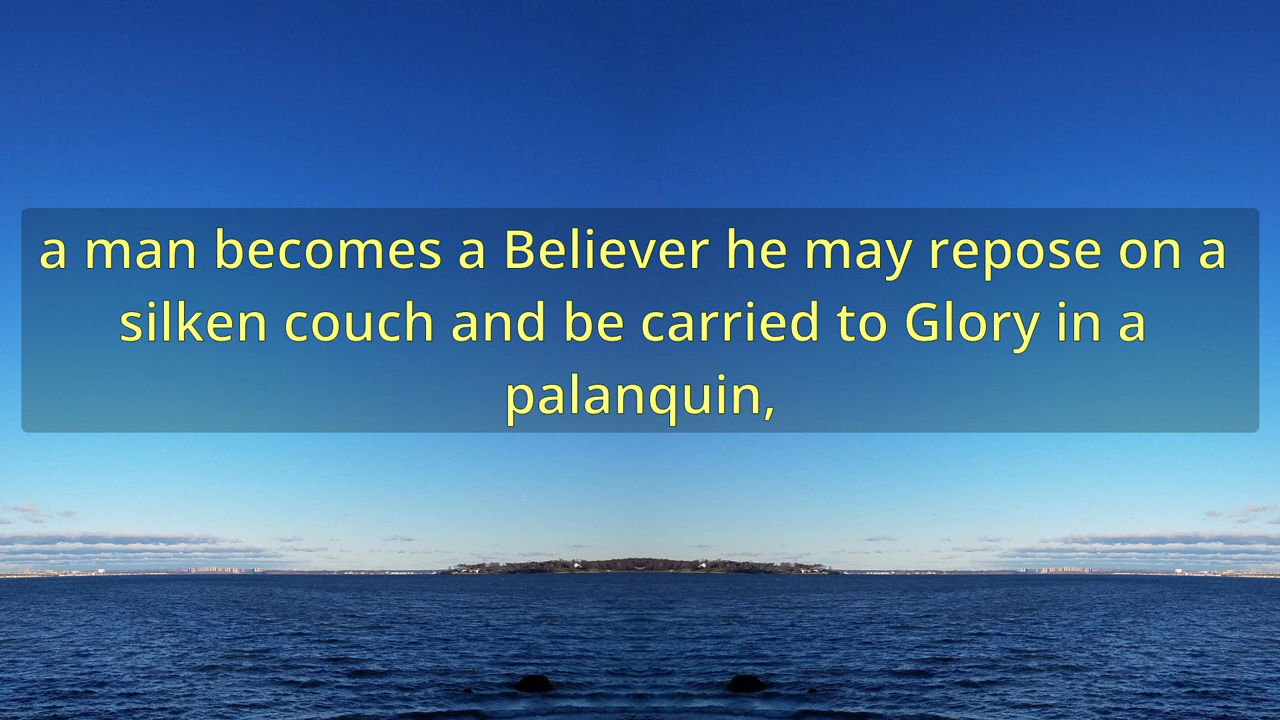 a man becomes a Believer he may repose on a
silken couch and be carried to Glory in a
palanquin,